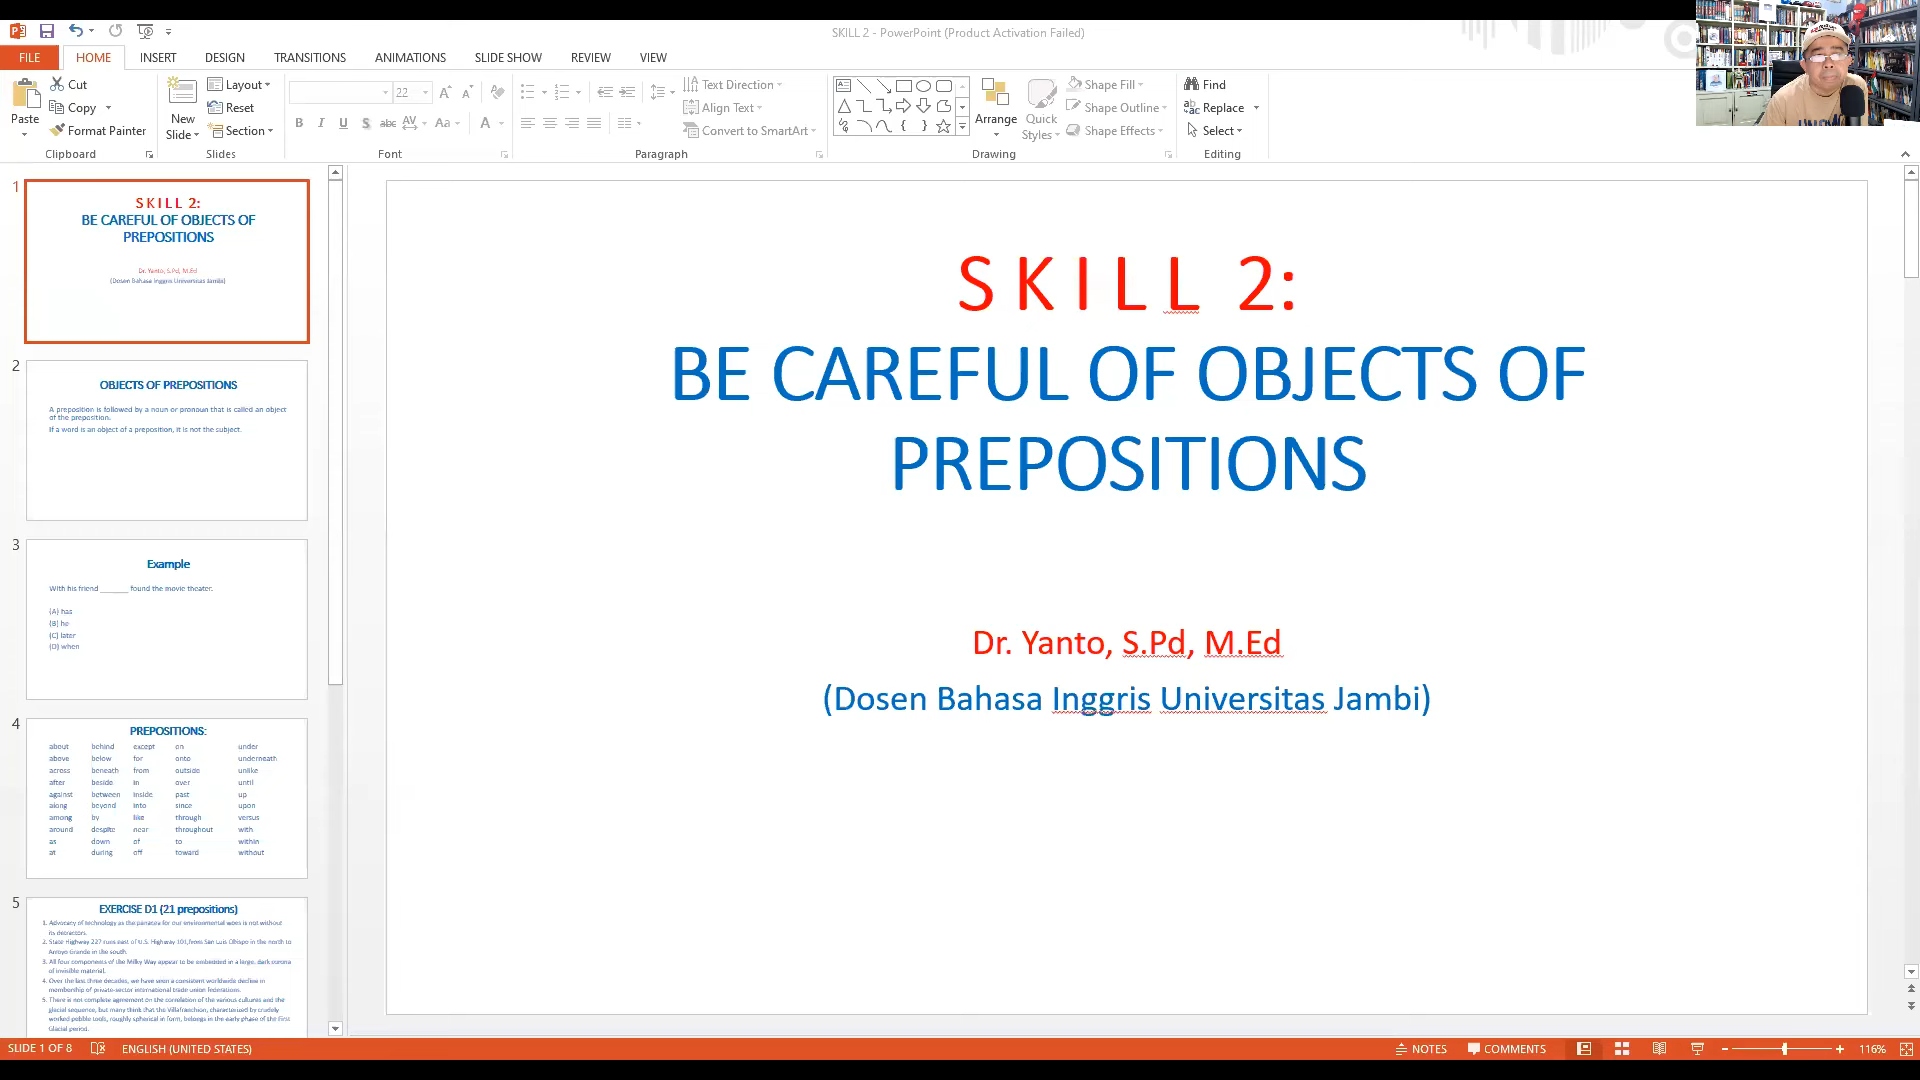 SKILL 2 - PowerPoint (Product Activation Failed)
FILE HOME INSERT DESIGN TRANSITIONS ANIMATIONS SLIDE SHOW REVIEW VIEW
Paste
Cut
Copy
Format Painter
Clipboard
New
Slide
Layout
Reset
Section
Slides
22
B I U S abc AV Aa A
Font
Text Direction
Align Text
Convert to SmartArt
Paragraph
Arrange
Quick
Styles
Shape Fill
Shape Outline
Shape Effects
Drawing
Find
Replace
Select
Editing
1
S K I L L 2:
BE CAREFUL OF OBJECTS OF
PREPOSITIONS
Dr. Yanto, S.Pd, M.Ed
(Dosen Bahasa Inggris Universitas Jambi)
2
OBJECTS OF PREPOSITIONS
A preposition is followed by a noun or pronoun that is called an object
of the preposition.
If a word is an object of a preposition, it is not the subject.
3
Example
With his friend _______ found the movie theater.
(A) has
(B) he
(C) later
(D) when
4
PREPOSITIONS:
about behind except on under
above below for onto underneath
across beneath from outside unlike
after beside in over until
against between inside past up
along beyond into since upon
among by like through versus
around despite near throughout with
as down of to within
at during off toward without
5
EXERCISE D1 (21 prepositions)
1. Advocacy of technology as the panacea for our environmental woes is not without
its detractors.
2. State Highway 227 runs east of U.S. Highway 101, from San Luis Obispo in the north to
Arroyo Grande in the south.
3. All four components of the Milky Way appear to be embedded in a large, dark corona
of invisible material.
4. Over the last three decades, we have seen a consistent worldwide decline in
membership of private-sector international trade union federations.
5. There is not complete agreement on the correlation of the various cultures and the
glacial sequence, but many think that the Villafranchian, characterized by crudely
worked pebble tools, roughly spherical in form, belongs in the early phase of the First
Glacial period.
S K I L L 2:
BE CAREFUL OF OBJECTS OF
PREPOSITIONS
Dr. Yanto, S.Pd, M.Ed
(Dosen Bahasa Inggris Universitas Jambi)
SLIDE 1 OF 8 ENGLISH (UNITED STATES) NOTES COMMENTS 116%